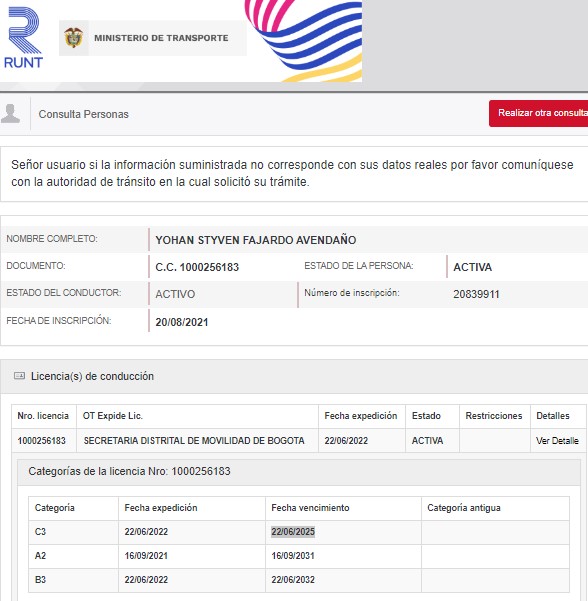 RUNT
MINISTERIO DE TRANSPORTE
Consulta Personas
Realizar otra consulta
Señor usuario si la información suministrada no corresponde con sus datos reales por favor comuníquese
con la autoridad de tránsito en la cual solicitó su trámite.
NOMBRE COMPLETO: YOHAN STYVEN FAJARDO AVENDAÑO
DOCUMENTO: C.C. 1000256183 ESTADO DE LA PERSONA: ACTIVA
ESTADO DEL CONDUCTOR: ACTIVO Número de inscripción: 20839911
FECHA DE INSCRIPCIÓN: 20/08/2021
Licencia(s) de conducción
Nro. licencia OT Expide Lic. Fecha expedición Estado Restricciones Detalles
1000256183 SECRETARIA DISTRITAL DE MOVILIDAD DE BOGOTA 22/06/2022 ACTIVA Ver Detalle
Categorías de la licencia Nro: 1000256183
Categoría Fecha expedición Fecha vencimiento Categoría antigua
C3 22/06/2022 22/06/2025
A2 16/09/2021 16/09/2031
B3 22/06/2022 22/06/2032